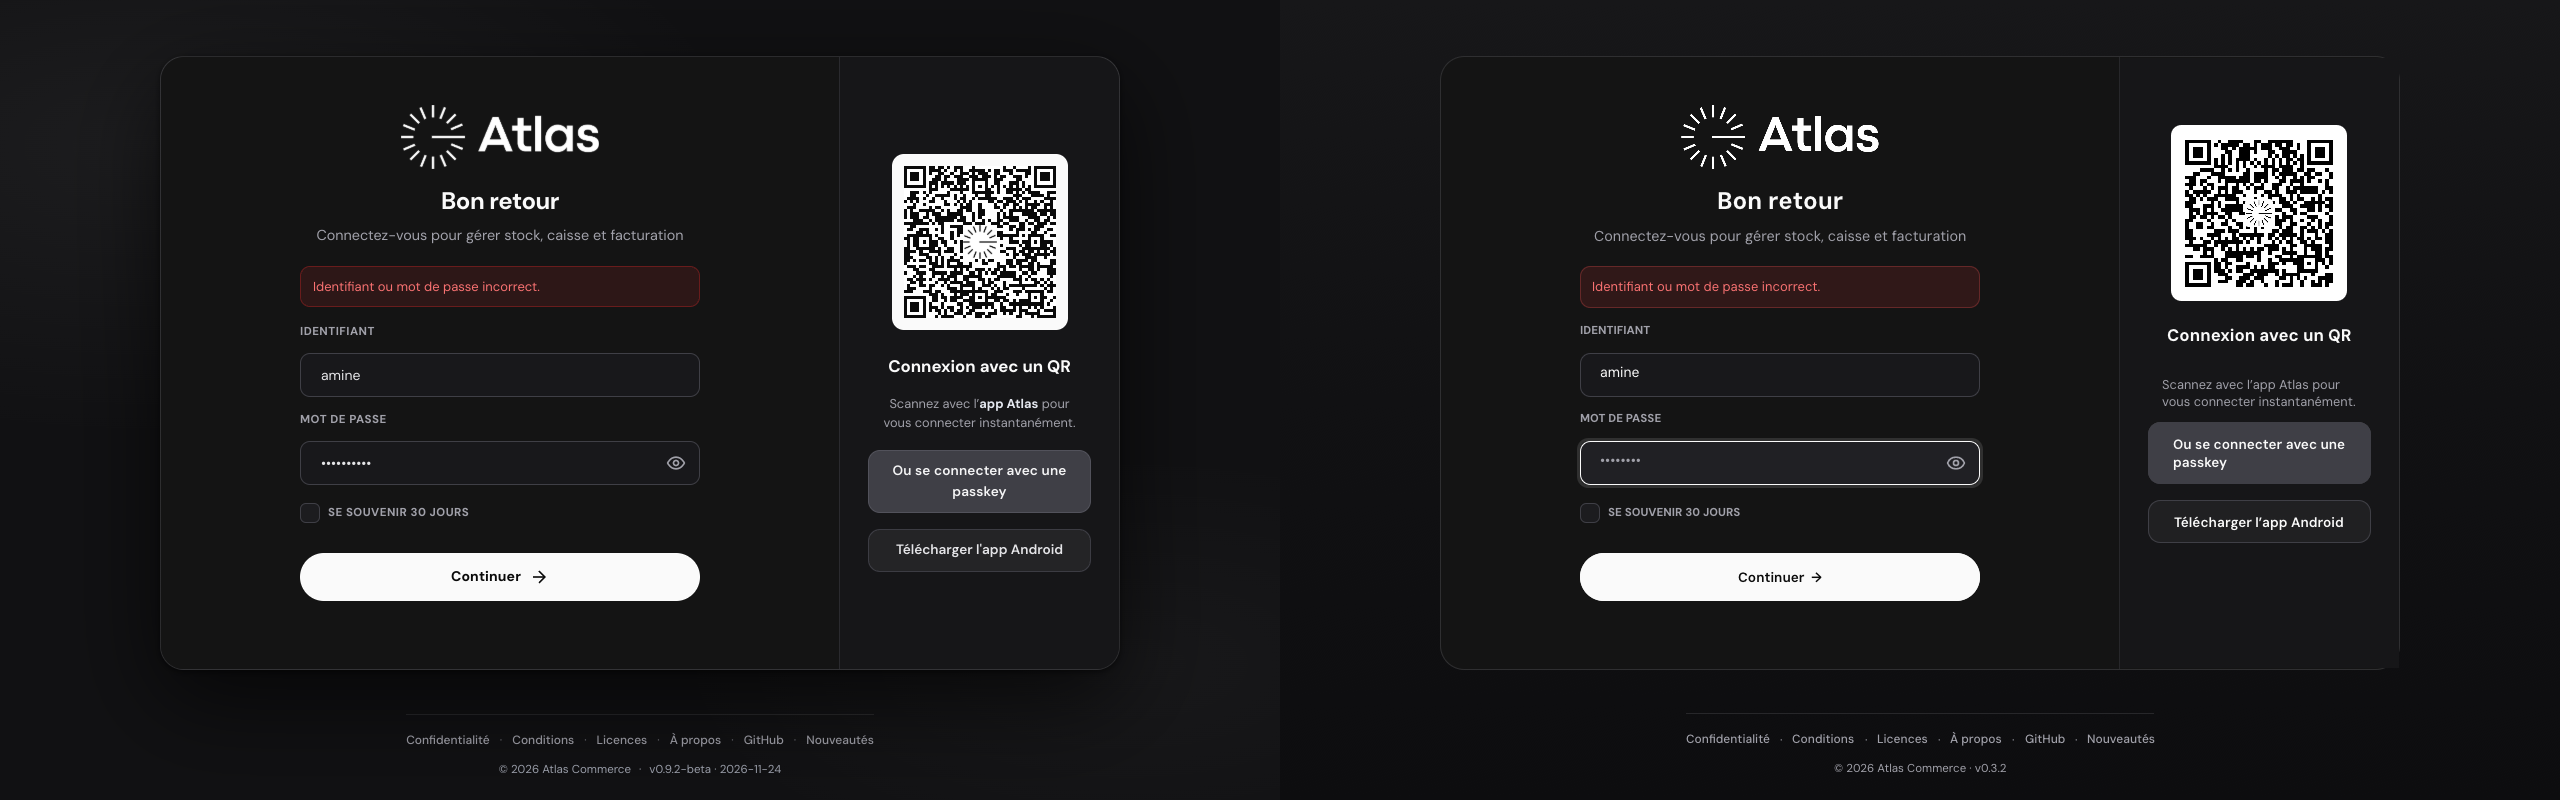 Atlas
Bon retour
Connectez-vous pour gérer stock, caisse et facturation
Identifiant ou mot de passe incorrect.
IDENTIFIANT
amine
MOT DE PASSE
••••••••••
SE SOUVENIR 30 JOURS
Continuer →
Connexion avec un QR
Scannez avec l'app Atlas pour
vous connecter instantanément.
Ou se connecter avec une
passkey
Télécharger l'app Android
Confidentialité · Conditions · Licences · À propos · GitHub · Nouveautés
© 2026 Atlas Commerce · v0.9.2-beta · 2026-11-24
Atlas
Bon retour
Connectez-vous pour gérer stock, caisse et facturation
Identifiant ou mot de passe incorrect.
IDENTIFIANT
amine
MOT DE PASSE
••••••••
SE SOUVENIR 30 JOURS
Continuer →
Connexion avec un QR
Scannez avec l’app Atlas pour
vous connecter instantanément.
Ou se connecter avec une
passkey
Télécharger l’app Android
Confidentialité · Conditions · Licences · À propos · GitHub · Nouveautés
© 2026 Atlas Commerce · v0.3.2